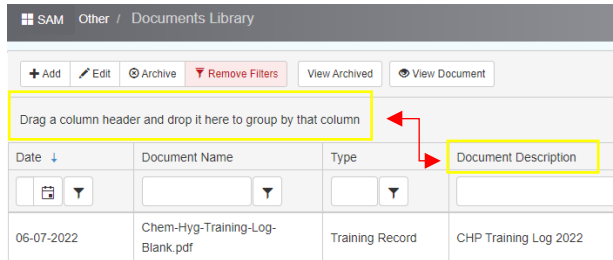 SAM Other / Documents Library
Add Edit Archive Remove Filters View Archived View Document
Drag a column header and drop it here to group by that column
Date ↓ Document Name Type Document Description
06-07-2022 Chem-Hyg-Training-Log- Training Record CHP Training Log 2022
Blank.pdf